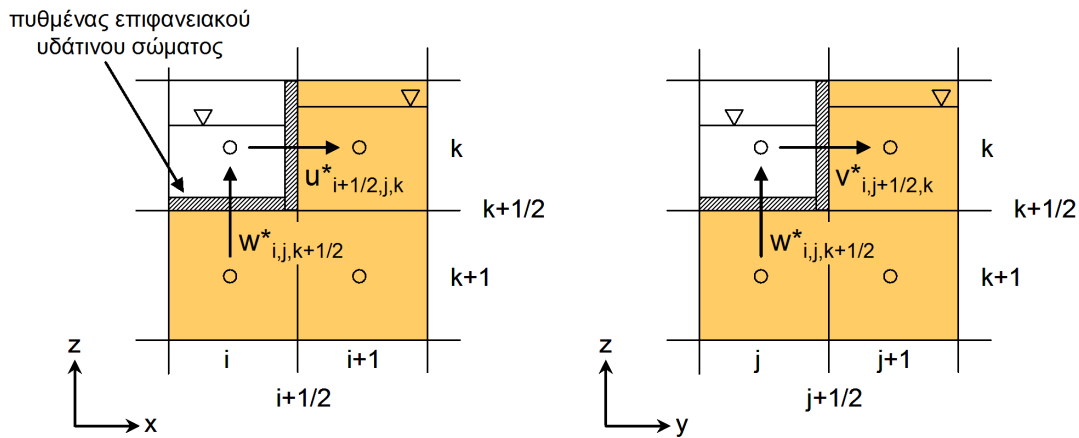 πυθμένας επιφανειακού
υδάτινου σώματος
u*i+1/2,j,k
k
k+1/2
w*i,j,k+1/2
k+1
z
i
i+1
x
i+1/2
v*i,j+1/2,k
k
k+1/2
w*i,j,k+1/2
k+1
z
j
j+1
y
j+1/2